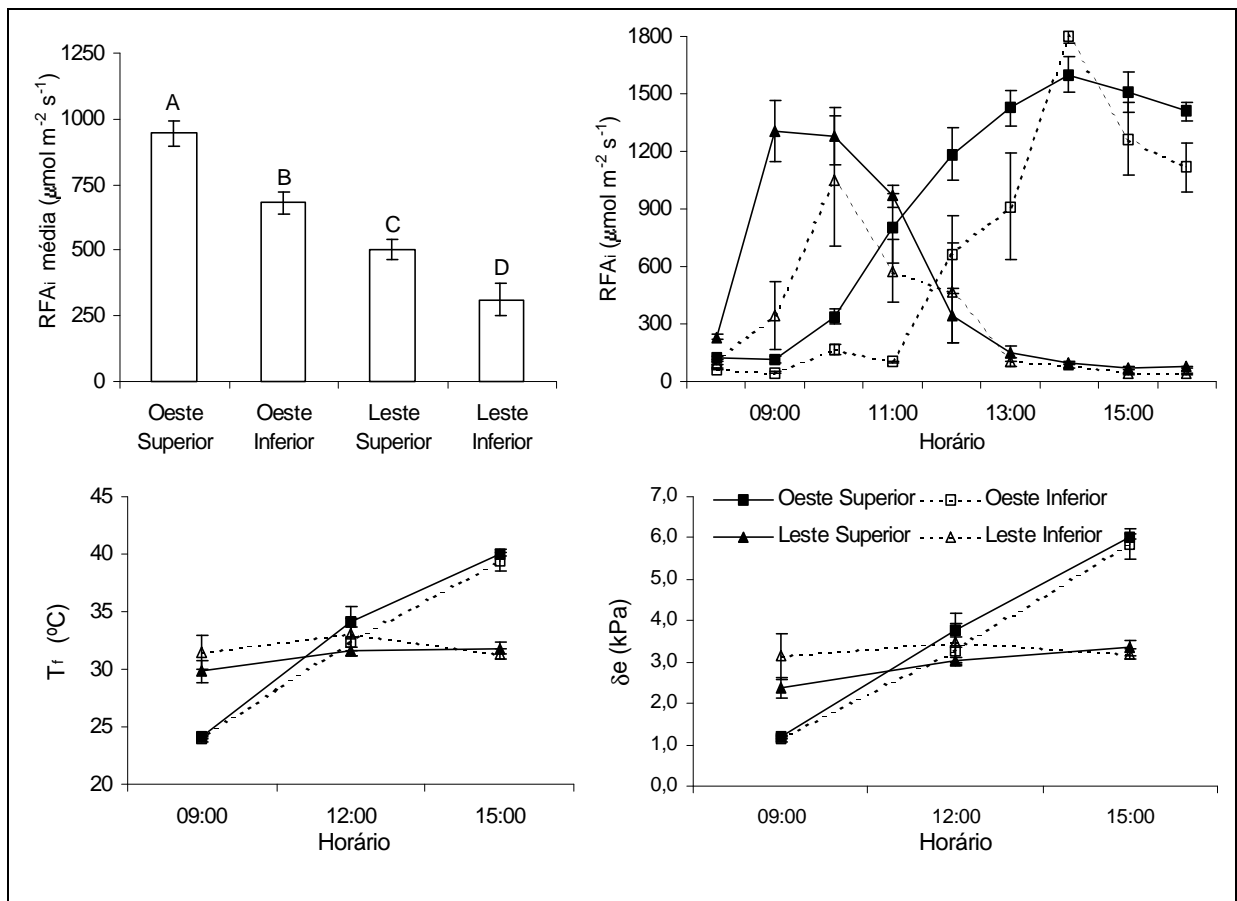 RFAi média (μmol m-2 s-1)
1250
1000
750
500
250
0
A
B
C
D
Oeste
Superior
Oeste
Inferior
Leste
Superior
Leste
Inferior
RFAi (μmol m-2 s-1)
1800
1500
1200
900
600
300
0
09:00
11:00
13:00
15:00
Horário
Tf (ºC)
45
40
35
30
25
20
09:00
12:00
15:00
Horário
δe (kPa)
7,0
6,0
5,0
4,0
3,0
2,0
1,0
0,0
Oeste Superior
Oeste Inferior
Leste Superior
Leste Inferior
09:00
12:00
15:00
Horário